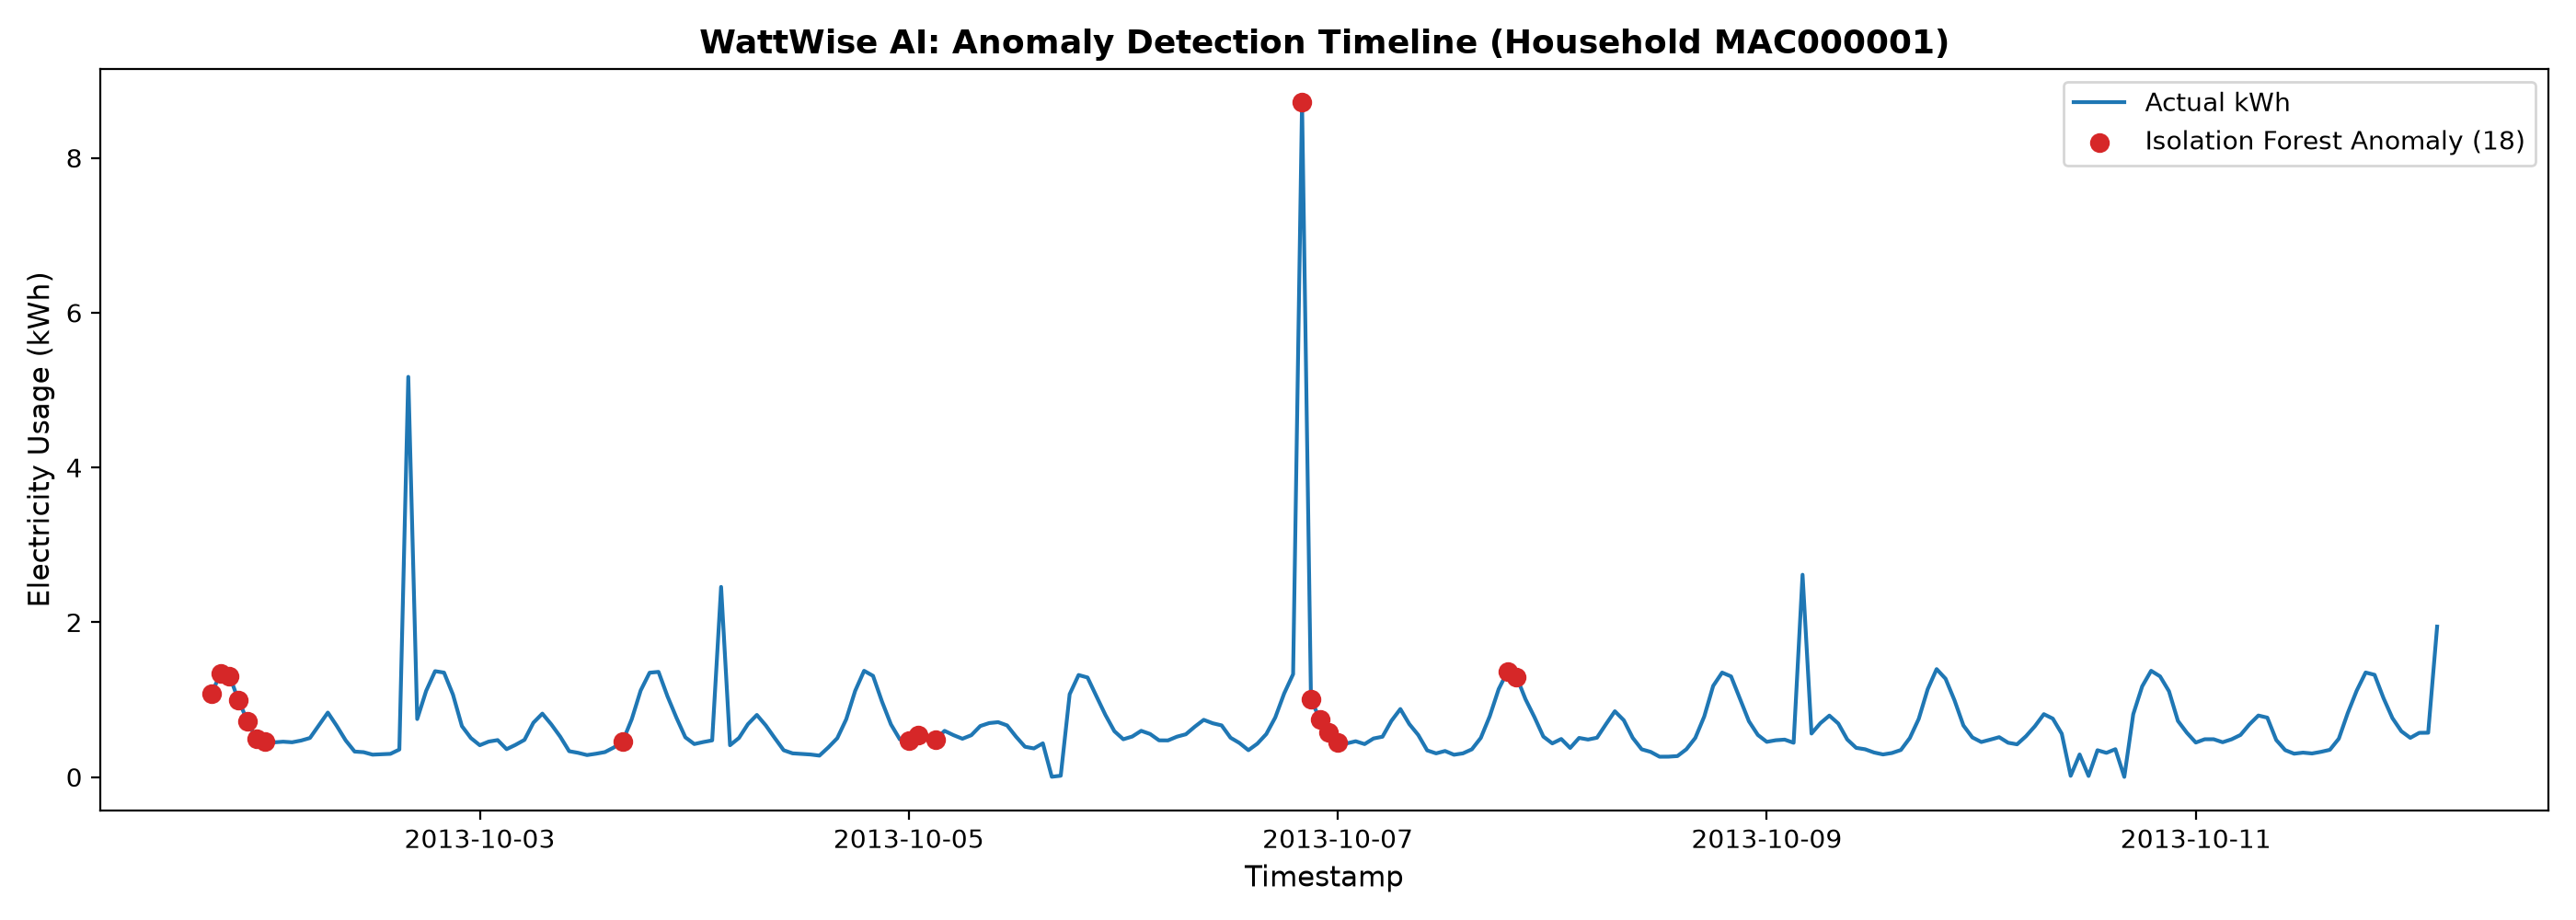 WattWise AI: Anomaly Detection Timeline (Household MAC000001)
Actual kWh
Isolation Forest Anomaly (18)
Electricity Usage (kWh)
8
6
4
2
0
2013-10-03
2013-10-05
2013-10-07
2013-10-09
2013-10-11
Timestamp